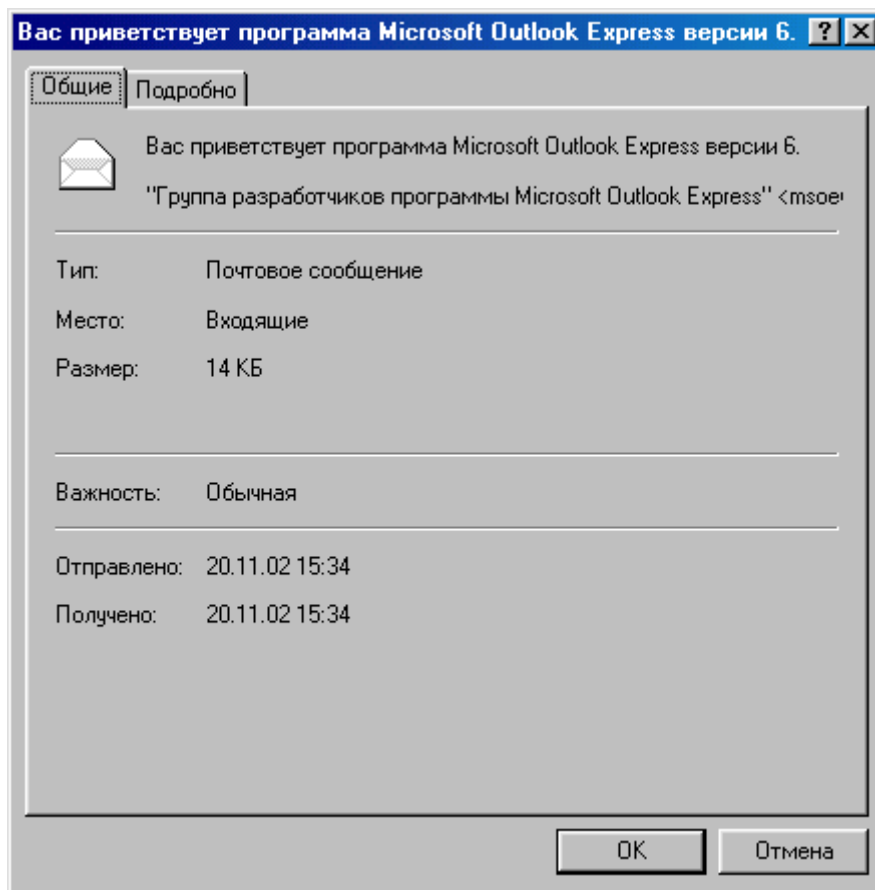 Вас приветствует программа Microsoft Outlook Express версии 6.
Общие
Подробно
Вас приветствует программа Microsoft Outlook Express версии 6.
"Группа разработчиков программы Microsoft Outlook Express"
Тип: Почтовое сообщение
Место: Входящие
Размер: 14 КБ
Важность: Обычная
Отправлено: 20.11.02 15:34
Получено: 20.11.02 15:34
OK
Отмена